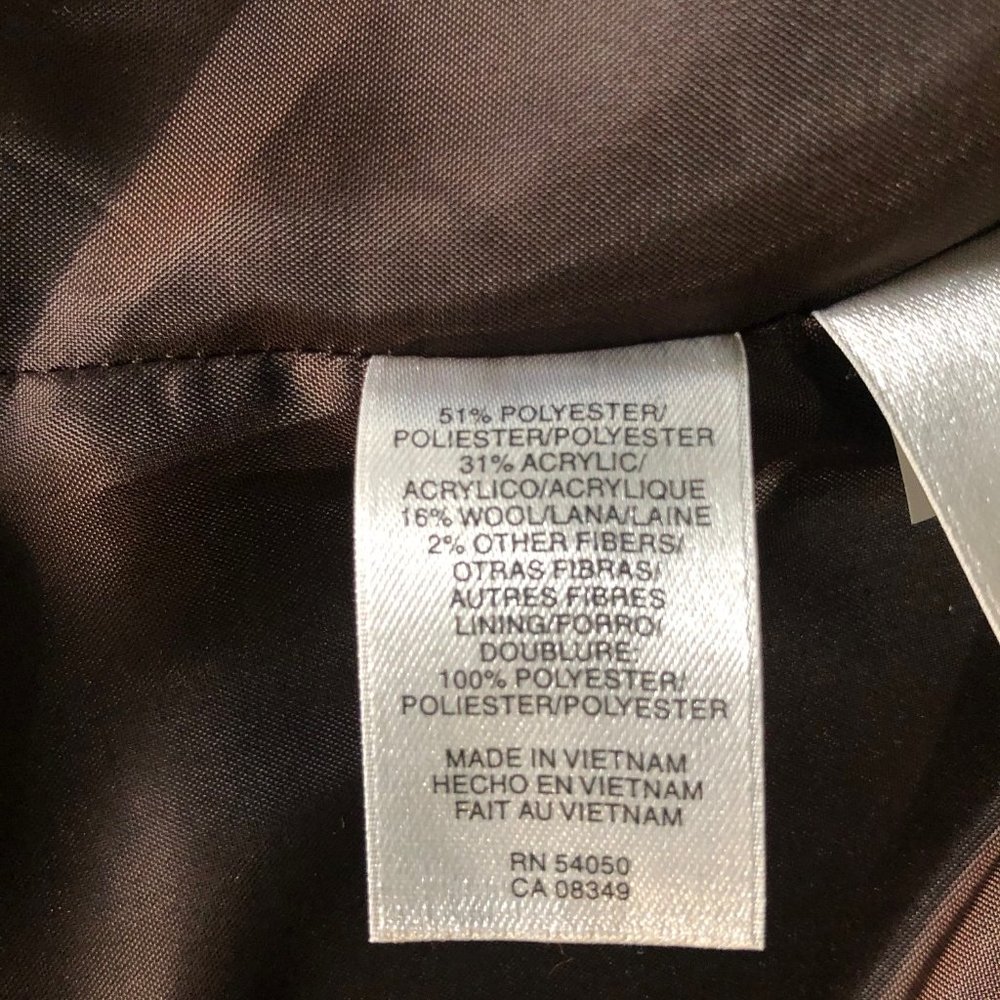 51% POLYESTER/
POLIESTER/POLYESTER
31% ACRYLIC/
ACRYLICO/ACRYLIQUE
16% WOOL/LANA/LAINE
2% OTHER FIBERS/
OTRAS FIBRAS/
AUTRES FIBRES
LINING/FORRO/
DOUBLURE:
100% POLYESTER/
POLIESTER/POLYESTER
MADE IN VIETNAM
HECHO EN VIETNAM
FAIT AU VIETNAM
RN 54050
CA 08349